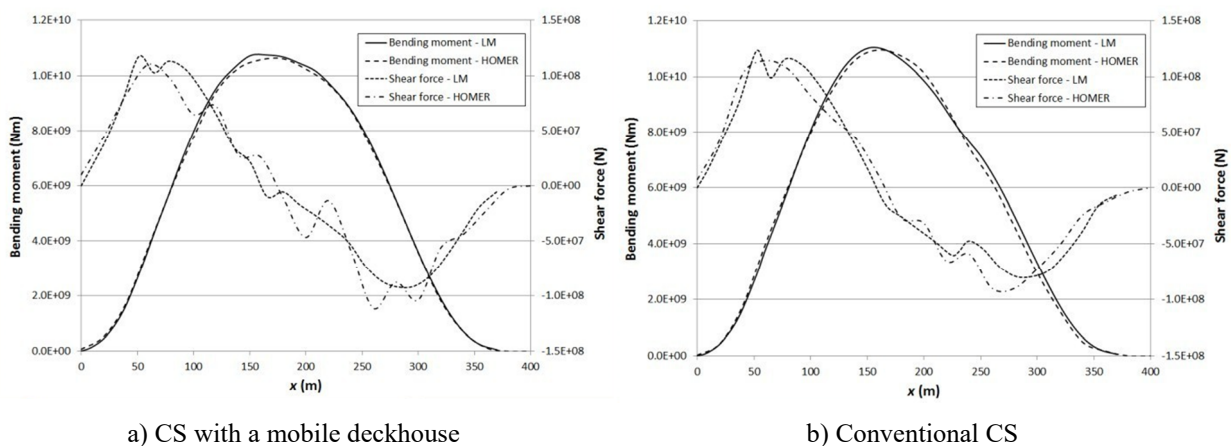 1.2E+10
1.0E+10
8.0E+09
6.0E+09
4.0E+09
2.0E+09
0.0E+00
Bending moment (Nm)
Bending moment - LM
Bending moment - HOMER
Shear force - LM
Shear force - HOMER
1.5E+08
1.0E+08
5.0E+07
0.0E+00
-5.0E+07
-1.0E+08
-1.5E+08
Shear force (N)
0 50 100 150 200 250 300 350 400
x (m)
a) CS with a mobile deckhouse
1.2E+10
1.0E+10
8.0E+09
6.0E+09
4.0E+09
2.0E+09
0.0E+00
Bending moment (Nm)
Bending moment - LM
Bending moment - HOMER
Shear force - LM
Shear force - HOMER
1.5E+08
1.0E+08
5.0E+07
0.0E+00
-5.0E+07
-1.0E+08
-1.5E+08
Shear force (N)
0 50 100 150 200 250 300 350 400
x (m)
b) Conventional CS